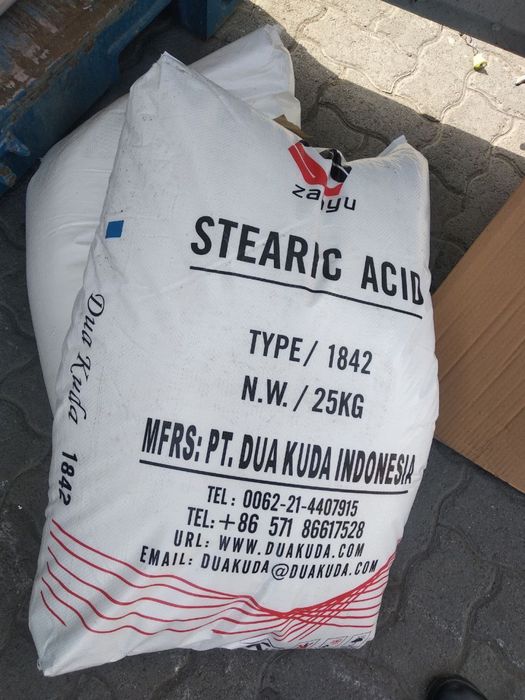 zanyu
STEARIC ACID
TYPE/ 1842
N.W. / 25KG
MFRS: PT. DUA KUDA INDONESIA
TEL : 0062-21-4407915
TEL: +86 571 86617528
URL: WWW.DUAKUDA.COM
EMAIL: DUAKUDA@DUAKUDA.COM
Dua Kuda 1842